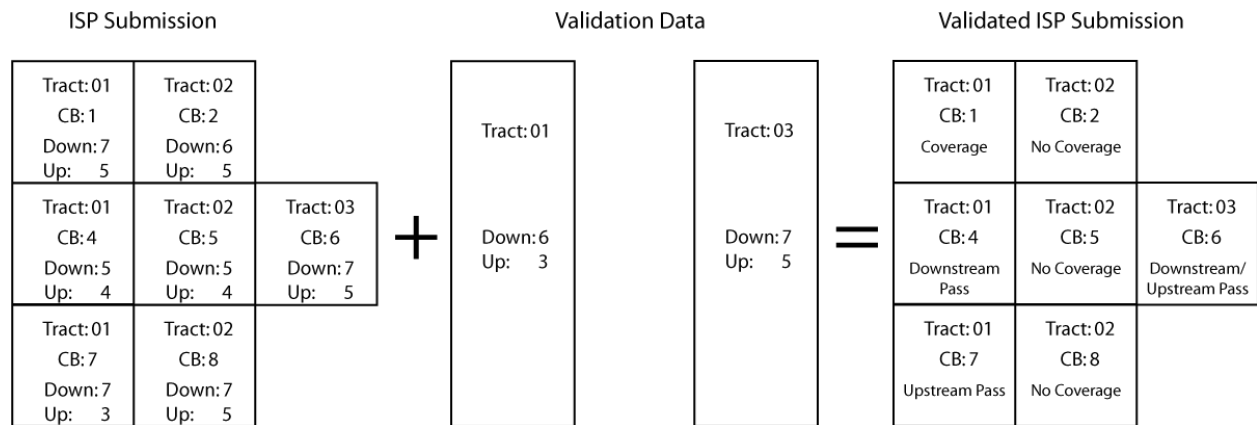 ISP Submission
Validation Data
Validated ISP Submission
Tract: 01
CB: 1
Down: 7
Up: 5
Tract: 02
CB: 2
Down: 6
Up: 5
Tract: 01
CB: 4
Down: 5
Up: 4
Tract: 02
CB: 5
Down: 5
Up: 4
Tract: 03
CB: 6
Down: 7
Up: 5
Tract: 01
CB: 7
Down: 7
Up: 3
Tract: 02
CB: 8
Down: 7
Up: 5
+
Tract: 01
Down: 6
Up: 3
Tract: 03
Down: 7
Up: 5
=
Tract: 01
CB: 1
Coverage
Tract: 02
CB: 2
No Coverage
Tract: 01
CB: 4
Downstream
Pass
Tract: 02
CB: 5
No Coverage
Tract: 03
CB: 6
Downstream/
Upstream Pass
Tract: 01
CB: 7
Upstream Pass
Tract: 02
CB: 8
No Coverage